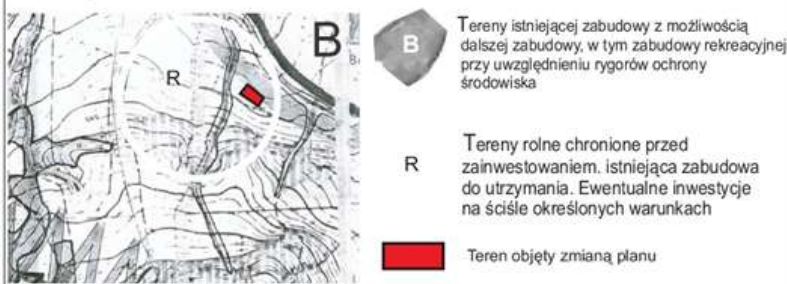 B
R
B
Tereny istniejącej zabudowy z możliwością
dalszej zabudowy, w tym zabudowy rekreacyjnej
przy uwzględnieniu rygorów ochrony
środowiska
R
Tereny rolne chronione przed
zainwestowaniem. istniejąca zabudowa
do utrzymania. Ewentualne inwestycje
na ściśle określonych warunkach
Teren objęty zmianą planu